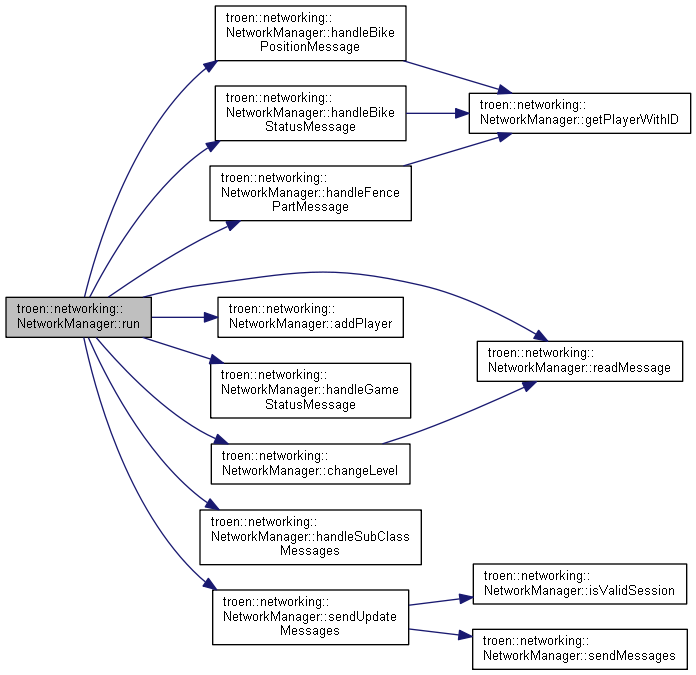 troen::networking::
NetworkManager::handleBike
PositionMessage
troen::networking::
NetworkManager::handleBike
StatusMessage
troen::networking::
NetworkManager::getPlayerWithID
troen::networking::
NetworkManager::handleFence
PartMessage
troen::networking::
NetworkManager::run
troen::networking::
NetworkManager::addPlayer
troen::networking::
NetworkManager::readMessage
troen::networking::
NetworkManager::handleGame
StatusMessage
troen::networking::
NetworkManager::changeLevel
troen::networking::
NetworkManager::handleSubClass
Messages
troen::networking::
NetworkManager::sendUpdate
Messages
troen::networking::
NetworkManager::isValidSession
troen::networking::
NetworkManager::sendMessages